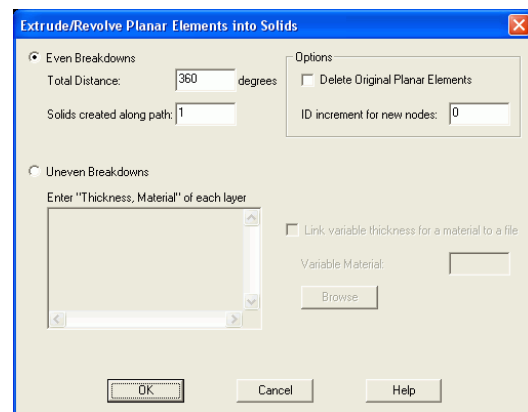 Extrude/Revolve Planar Elements into Solids
Even Breakdowns
Total Distance: 360 degrees
Solids created along path: 1
Options
Delete Original Planar Elements
ID increment for new nodes: 0
Uneven Breakdowns
Enter "Thickness, Material" of each layer
Link variable thickness for a material to a file
Variable Material:
Browse
OK Cancel Help